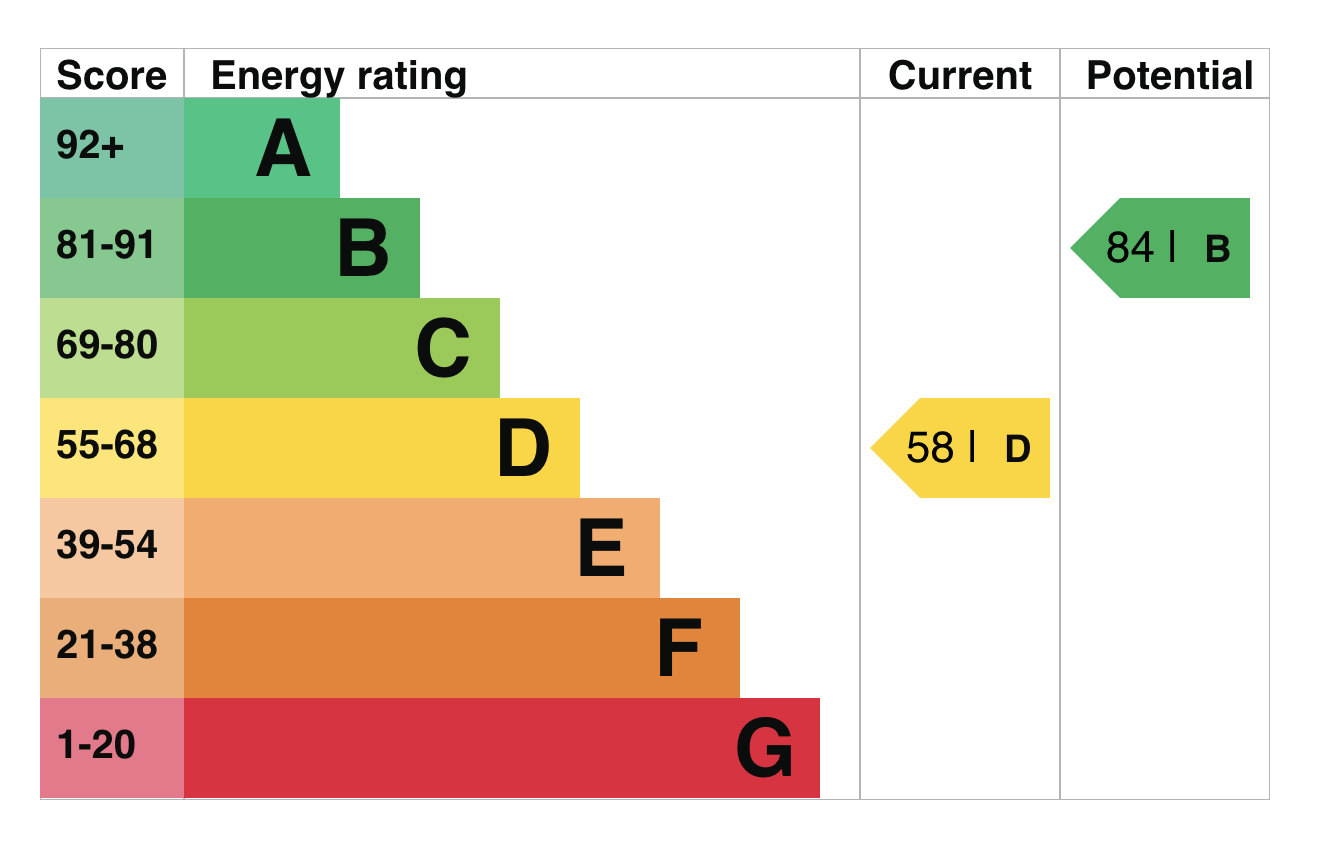 Score Energy rating Current Potential
92+ A
81-91 B 84 | B
69-80 C
55-68 D 58 | D
39-54 E
21-38 F
1-20 G